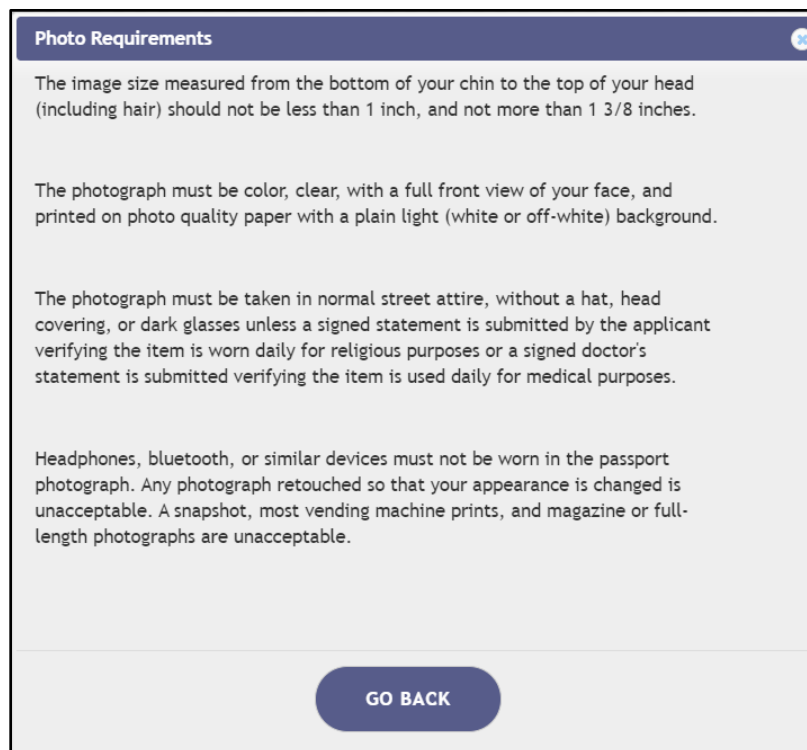 Photo Requirements
The image size measured from the bottom of your chin to the top of your head
(including hair) should not be less than 1 inch, and not more than 1 3/8 inches.
The photograph must be color, clear, with a full front view of your face, and
printed on photo quality paper with a plain light (white or off-white) background.
The photograph must be taken in normal street attire, without a hat, head
covering, or dark glasses unless a signed statement is submitted by the applicant
verifying the item is worn daily for religious purposes or a signed doctor's
statement is submitted verifying the item is used daily for medical purposes.
Headphones, bluetooth, or similar devices must not be worn in the passport
photograph. Any photograph retouched so that your appearance is changed is
unacceptable. A snapshot, most vending machine prints, and magazine or full-
length photographs are unacceptable.
GO BACK